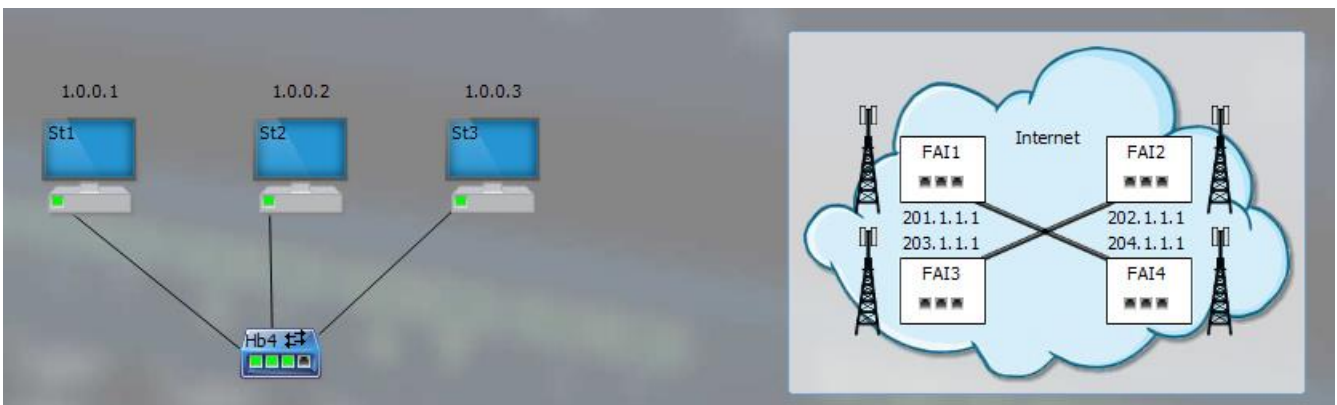 1.0.0.1
1.0.0.2
1.0.0.3
St1
St2
St3
Hb4
Internet
FAI1
FAI2
201.1.1.1
202.1.1.1
203.1.1.1
204.1.1.1
FAI3
FAI4